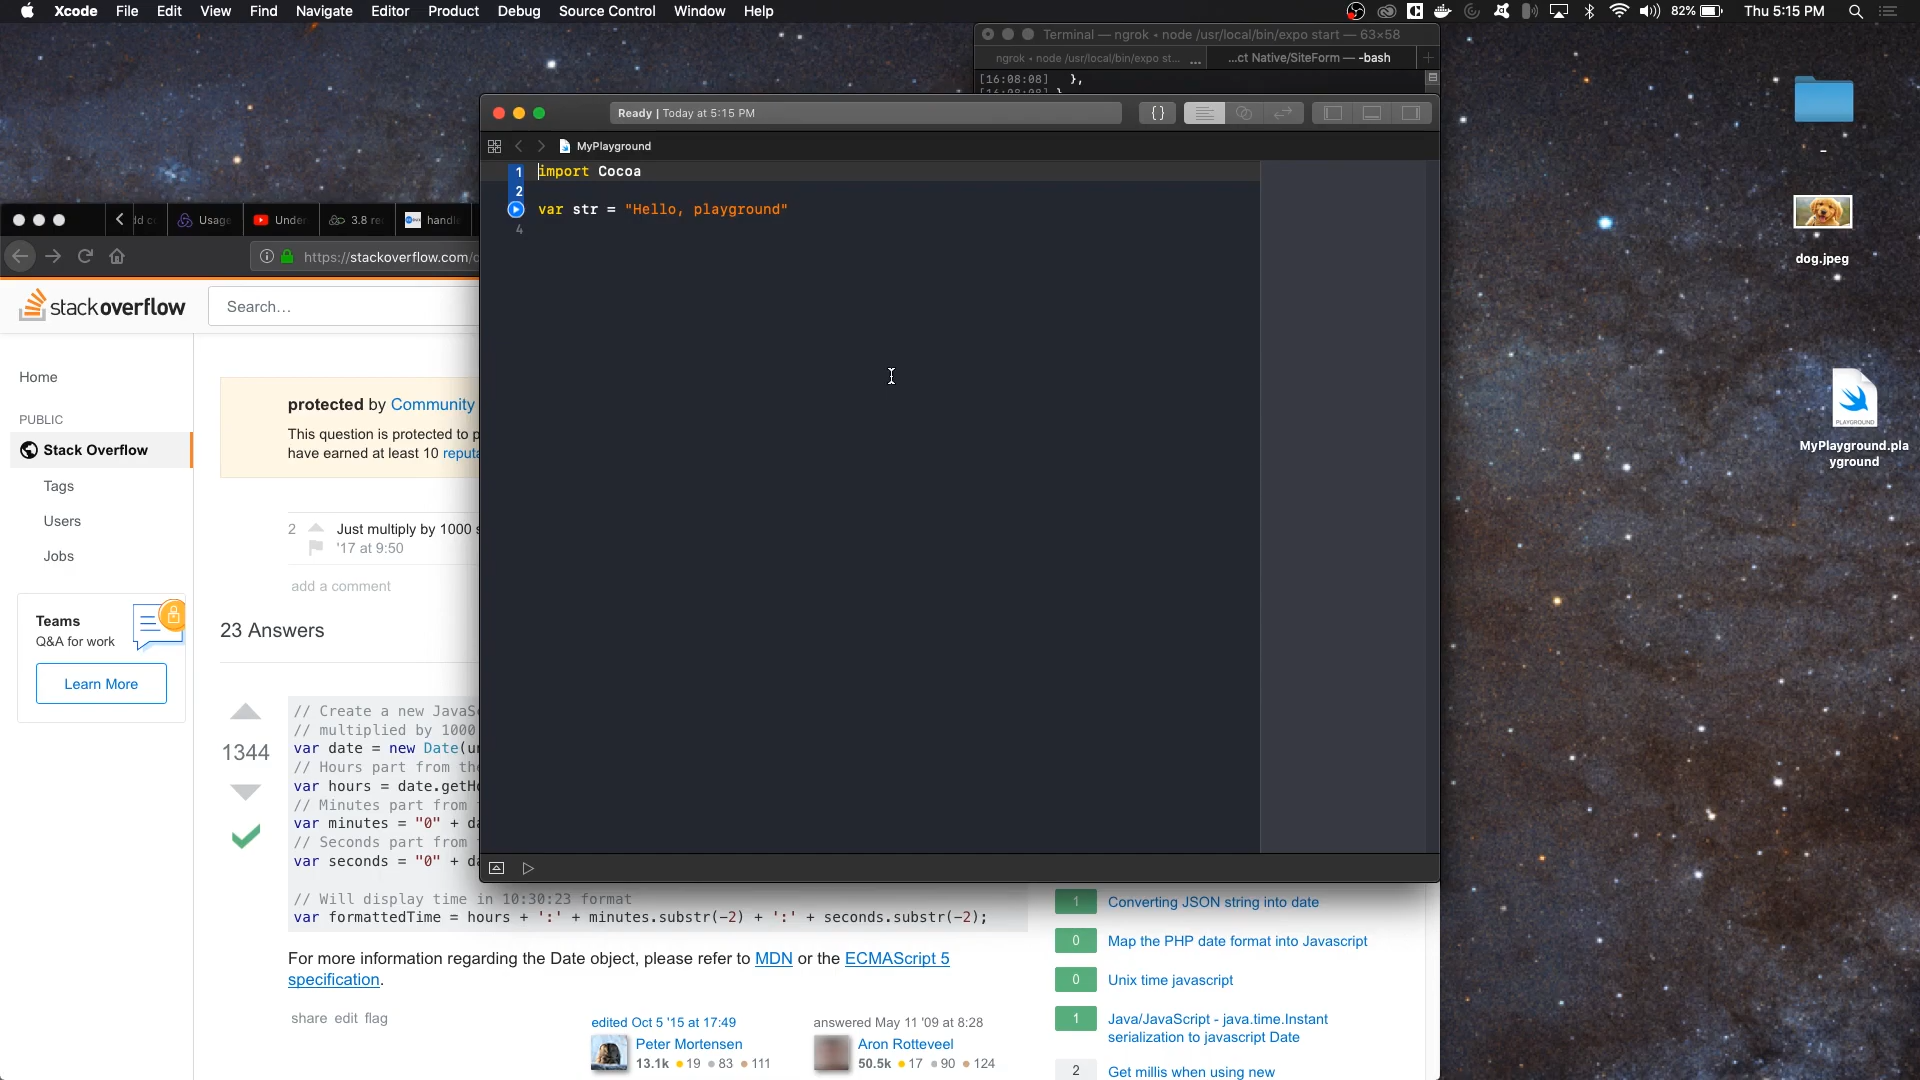 Xcode File Edit View Find Navigate Editor Product Debug Source Control Window Help
82% Thu 5:15 PM
Terminal — ngrok ◂ node /usr/local/bin/expo start — 63×58
ngrok ◂ node /usr/local/bin/expo st... ...
...ct Native/SiteForm — -bash
[16:08:08] },
Ready | Today at 5:15 PM
{ }
MyPlayground
1 import Cocoa
2
var str = "Hello, playground"
4
Usage
Under
3.8 re
handle
https://stackoverflow.com/
stackoverflow
Search...
Home
PUBLIC
Stack Overflow
Tags
Users
Jobs
Teams
Q&A for work
Learn More
protected by Community
This question is protected to
have earned at least 10
2 Just multiply by 1000
'17 at 9:50
add a comment
23 Answers
1344
// Create a new JavaS
// multiplied by 1000
var date = new Date(u
// Hours part from the
var hours = date.getH
// Minutes part from
var minutes = "0" + da
// Seconds part from
var seconds = "0" + da
// Will display time in 10:30:23 format
var formattedTime = hours + ':' + minutes.substr(-2) + ':' + seconds.substr(-2);
For more information regarding the Date object, please refer to MDN or the ECMAScript 5
specification.
share edit flag
edited Oct 5 '15 at 17:49
Peter Mortensen
13.1k 19 83 111
answered May 11 '09 at 8:28
Aron Rotteveel
50.5k 17 90 124
1 Converting JSON string into date
0 Map the PHP date format into Javascript
0 Unix time javascript
1 Java/JavaScript - java.time.Instant
serialization to javascript Date
2 Get millis when using new
_
dog.jpeg
PLAYGROUND
MyPlayground.pla
yground